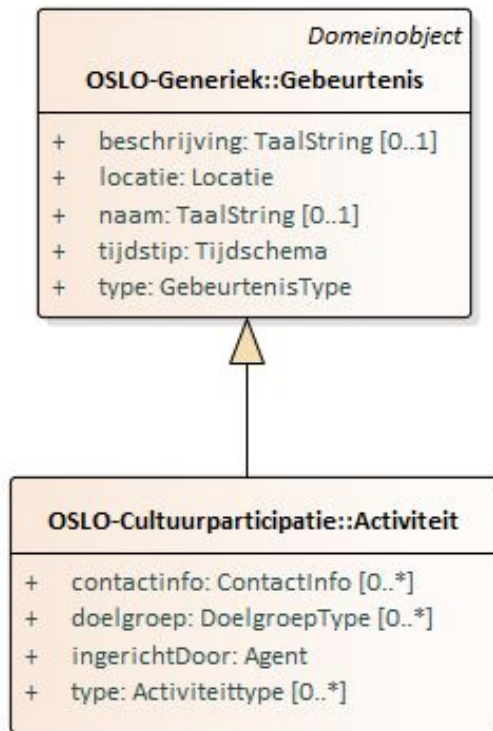 Domeinobject
OSLO-Generiek::Gebeurtenis
+ beschrijving: TaalString [0..1]
+ locatie: Locatie
+ naam: TaalString [0..1]
+ tijdstip: Tijdschema
+ type: GebeurtenisType
OSLO-Cultuurparticipatie::Activiteit
+ contactinfo: ContactInfo [0..*]
+ doelgroep: DoelgroepType [0..*]
+ ingerichtDoor: Agent
+ type: Activiteittype [0..*]